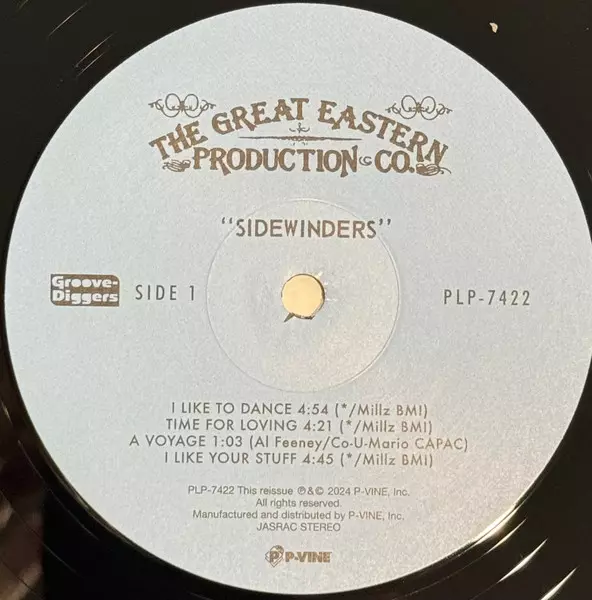 THE GREAT EASTERN
PRODUCTION CO.
"SIDEWINDERS"
Groove-
Diggers
SIDE 1
PLP-7422
I LIKE TO DANCE 4:54 (*/Millz BMI)
TIME FOR LOVING 4:21 (*/Millz BMI)
A VOYAGE 1:03 (Al Feeney/Co-U-Mario CAPAC)
I LIKE YOUR STUFF 4:45 (*/Millz BMI)
PLP-7422 This reissue ℗&© 2024 P-VINE, Inc.
All rights reserved.
Manufactured and distributed by P-VINE, Inc.
JASRAC STEREO
P-VINE